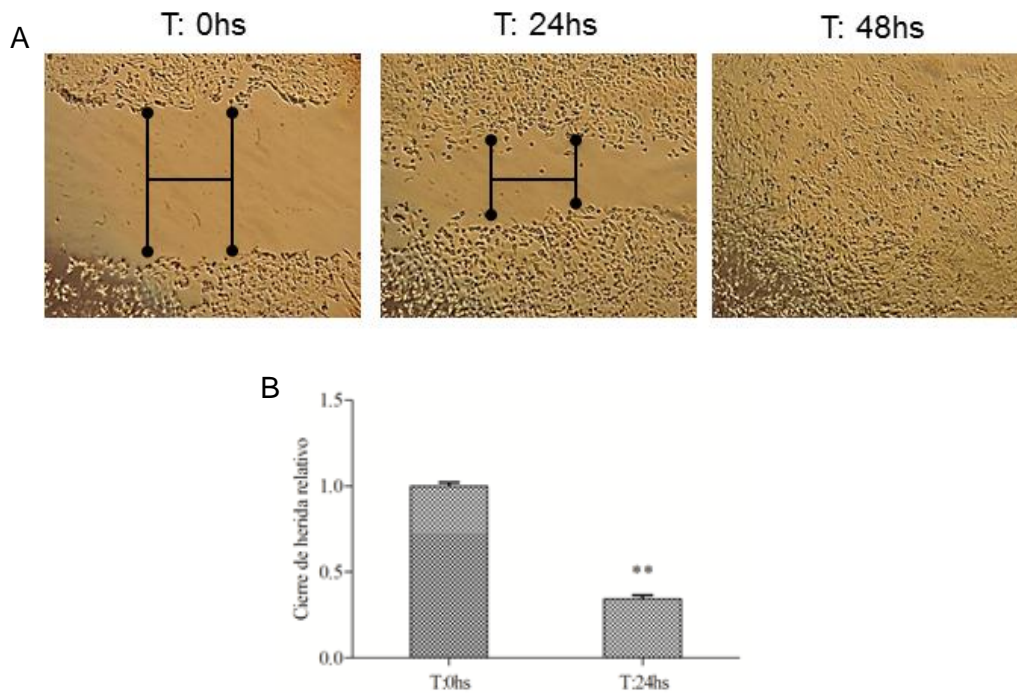 A
T: 0hs
T: 24hs
T: 48hs
B
Cierre de herida relativo
1.5
1.0
0.5
0.0
**
T:0hs
T:24hs